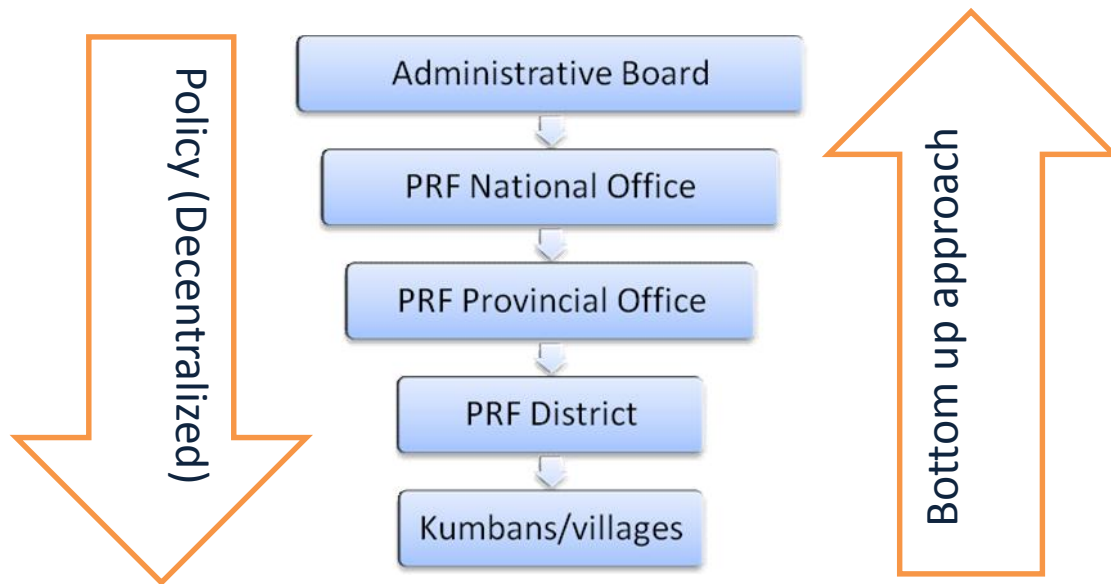 Policy (Decentralized)
Administrative Board
PRF National Office
PRF Provincial Office
PRF District
Kumbans/villages
Bottom up approach